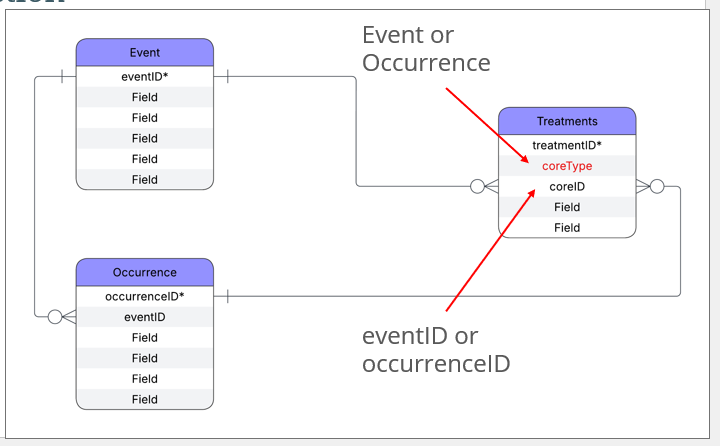 Event
eventID*
Field
Field
Field
Field
Field
Event or
Occurrence
Treatments
treatmentID*
coreType
coreID
Field
Field
Occurrence
occurrenceID*
eventID
Field
Field
Field
Field
eventID or
occurrenceID